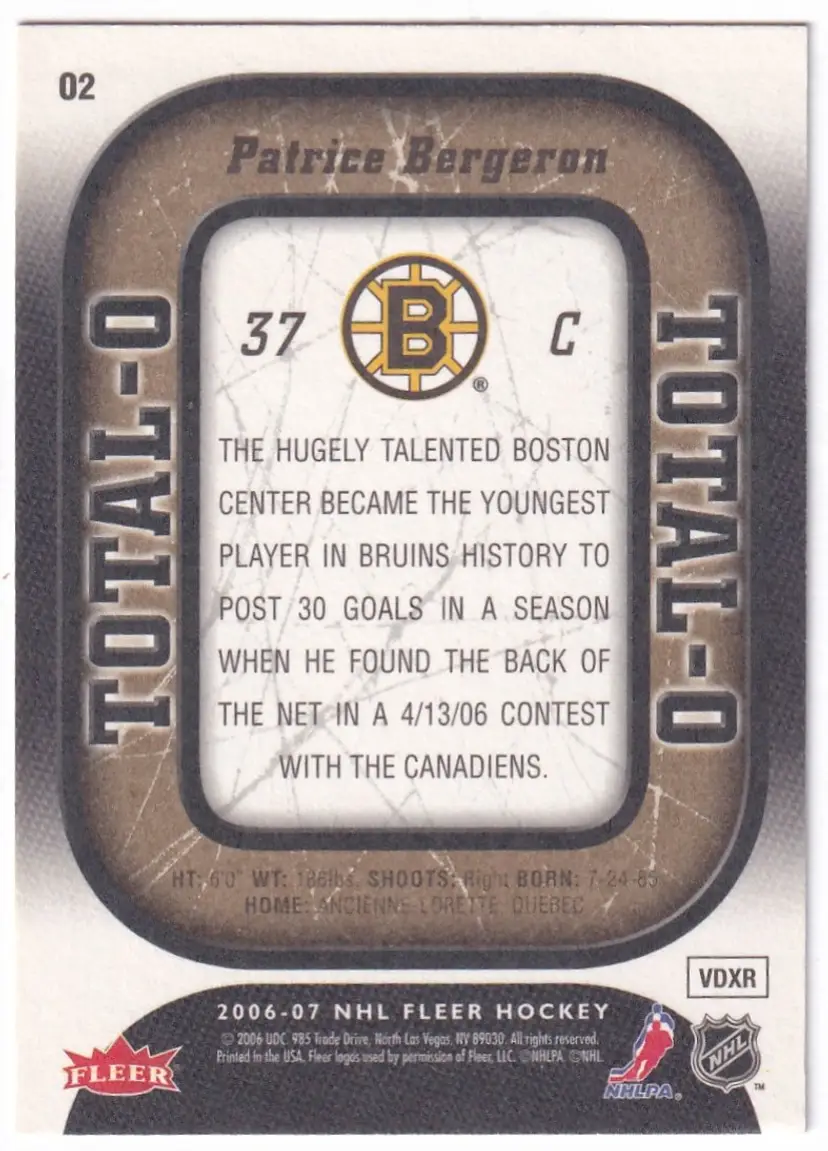 02
Patrice Bergeron
TOTAL-O
TOTAL-O
37
B
®
C
THE HUGELY TALENTED BOSTON
CENTER BECAME THE YOUNGEST
PLAYER IN BRUINS HISTORY TO
POST 30 GOALS IN A SEASON
WHEN HE FOUND THE BACK OF
THE NET IN A 4/13/06 CONTEST
WITH THE CANADIENS.
HT: 6'0" WT: 186lbs. SHOOTS: Right BORN: 7-24-85
HOME: ANCIENNE LORETTE QUEBEC
VDXR
2006-07 NHL FLEER HOCKEY
© 2006 UDC. 985 Trade Drive, North Las Vegas, NV 89030. All rights reserved.
Printed in the USA. Fleer logos used by permission of Fleer, LLC. ©NHLPA ©NHL
FLEER
NHLPA®
NHL
™